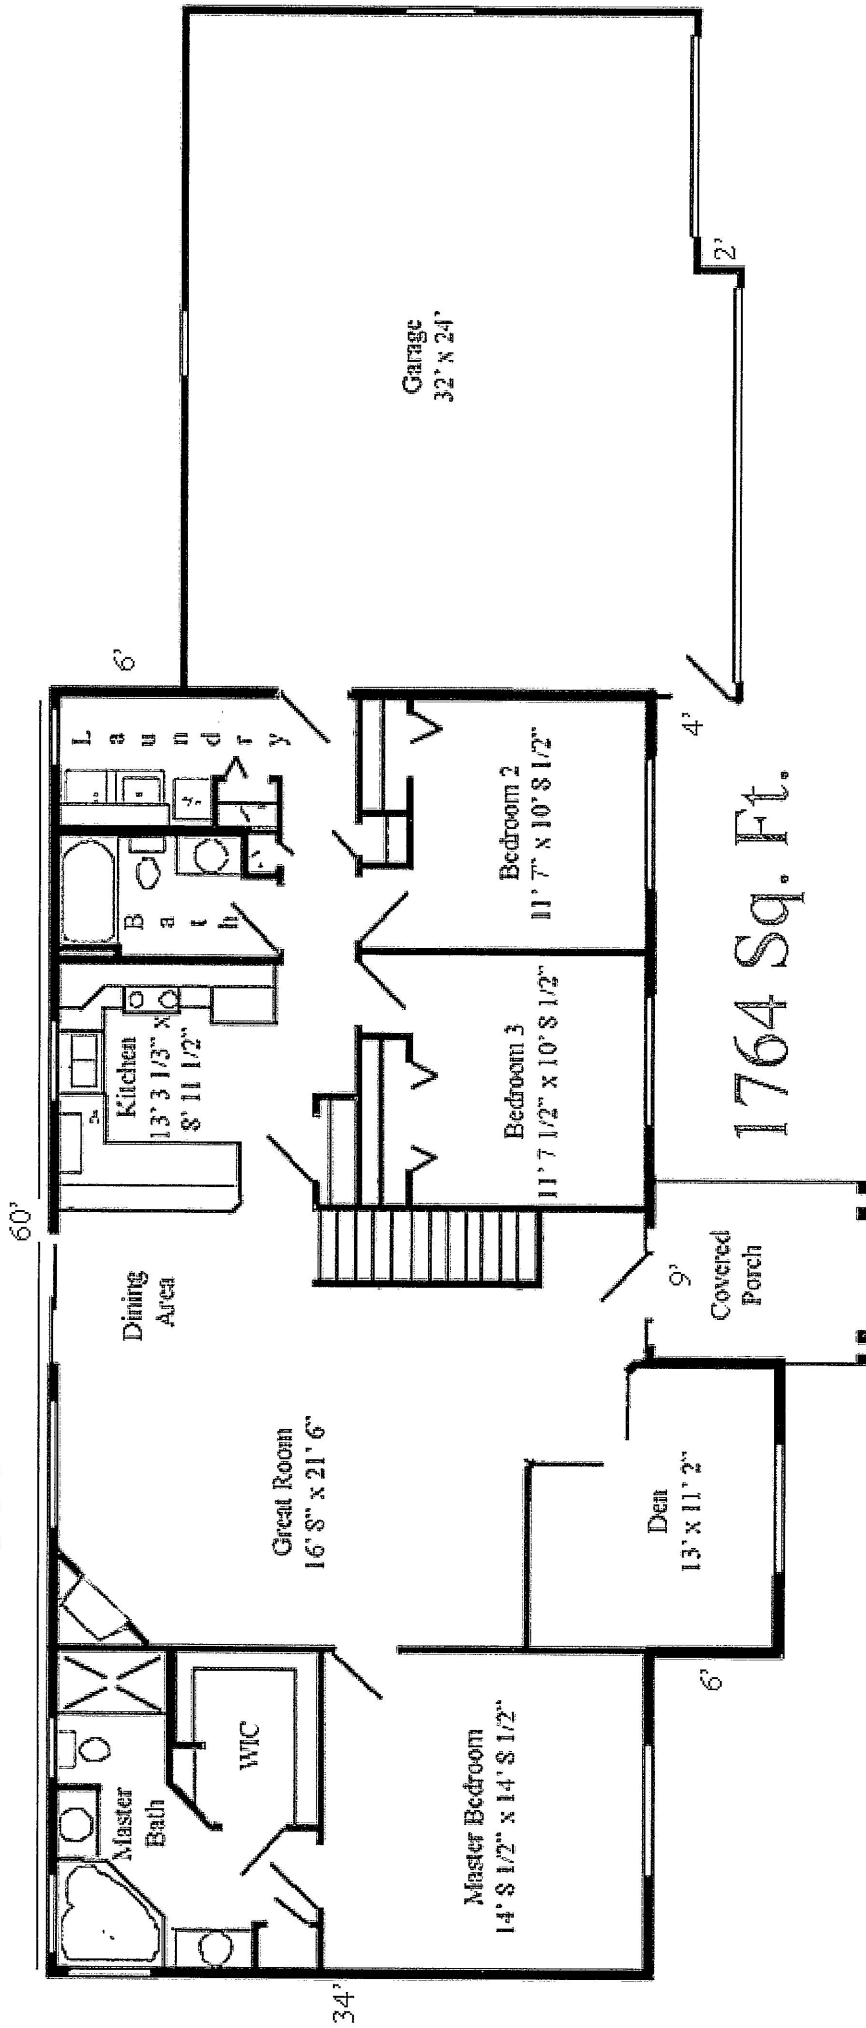 60'
34'
Master
Bath
WIC
Master Bedroom
14' 8 1/2" x 14' 8 1/2"
Great Room
16' 8" x 21' 6"
Dining
Area
Kitchen
13' 3 1/3" x
8' 11 1/2"
Bath
Laundry
6'
Garage
32' x 24'
Bedroom 3
11' 7 1/2" x 10' 8 1/2"
Bedroom 2
11' 7" x 10' 8 1/2"
Den
13' x 11' 2"
6'
9'
Covered
Porch
4'
2'
1764 Sq. Ft.